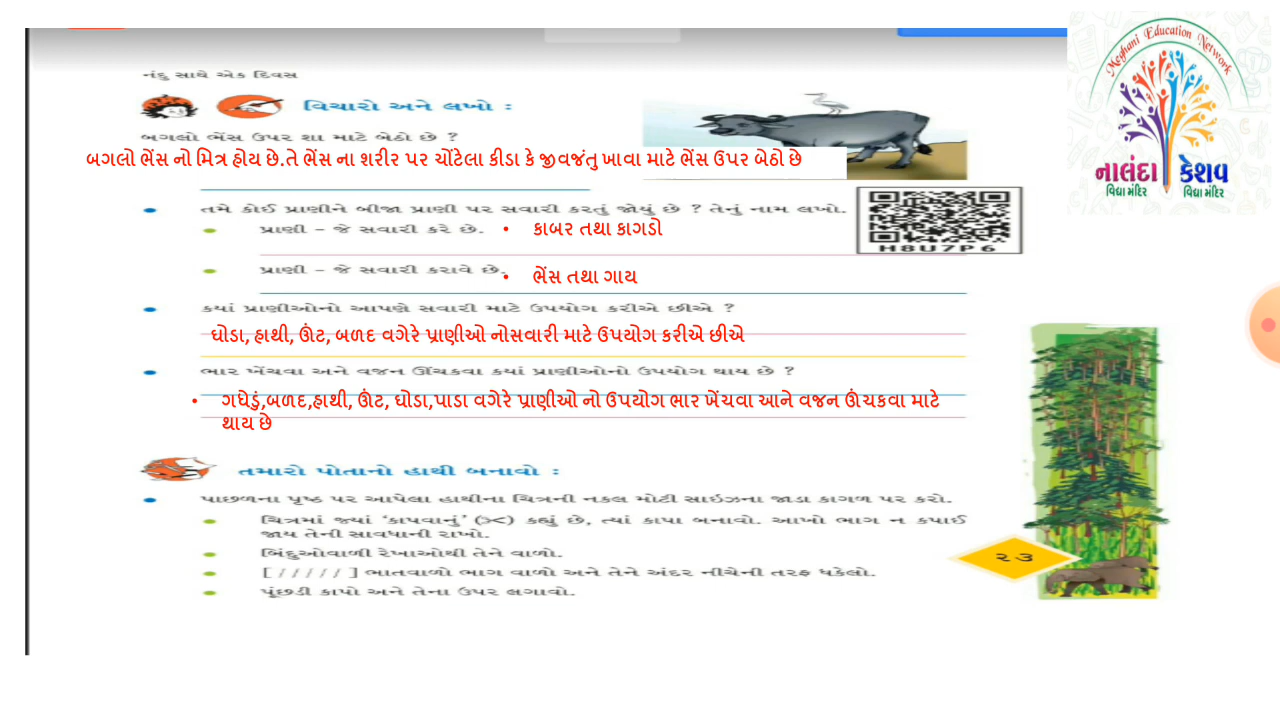 Meghani Education Network
નંદુ સાથે એક દિવસ
વિચારો અને લખો :
બગલો ભેંસ ઉપર શા માટે બેઠો છે ?
બગલો ભેંસ નો મિત્ર હોય છે.તે ભેંસ ના શરીર પર ચોંટેલા કીડા કે જીવજંતુ ખાવા માટે ભેંસ ઉપર બેઠો છે
નાલંદા કેશવ
વિદ્યા મંદિર વિદ્યા મંદિર
તમે કોઈ પ્રાણીને બીજા પ્રાણી પર સવારી કરતું જોયું છે ? તેનું નામ લખો.
પ્રાણી – જે સવારી કરે છે.
• કાબર તથા કાગડો
H8U7P6
પ્રાણી – જે સવારી કરાવે છે.
• ભેંસ તથા ગાય
કયાં પ્રાણીઓનો આપણે સવારી માટે ઉપયોગ કરીએ છીએ ?
ઘોડા, હાથી, ઊંટ, બળદ વગેરે પ્રાણીઓ નોસવારી માટે ઉપયોગ કરીએ છીએ
ભાર ખેંચવા અને વજન ઊંચકવા કયાં પ્રાણીઓનો ઉપયોગ થાય છે ?
• ગધેડું,બળદ,હાથી, ઊંટ, ઘોડા,પાડા વગેરે પ્રાણીઓ નો ઉપયોગ ભાર ખેંચવા આને વજન ઊંચકવા માટે
થાય છે
તમારો પોતાનો હાથી બનાવો :
પાછળના પૃષ્ઠ પર આપેલા હાથીના ચિત્રની નકલ મોટી સાઇઝના જાડા કાગળ પર કરો.
ચિત્રમાં જ્યાં ‘કાપવાનું’ (✂) કહ્યું છે, ત્યાં કાપા બનાવો. આખો ભાગ ન કપાઈ
જાય તેની સાવધાની રાખો.
બિંદુઓવાળી રેખાઓથી તેને વાળો.
[ / / / / / ] ભાતવાળો ભાગ વાળો અને તેને અંદર નીચેની તરફ ધકેલો.
પૂંછડી કાપો અને તેના ઉપર લગાવો.
૨૩